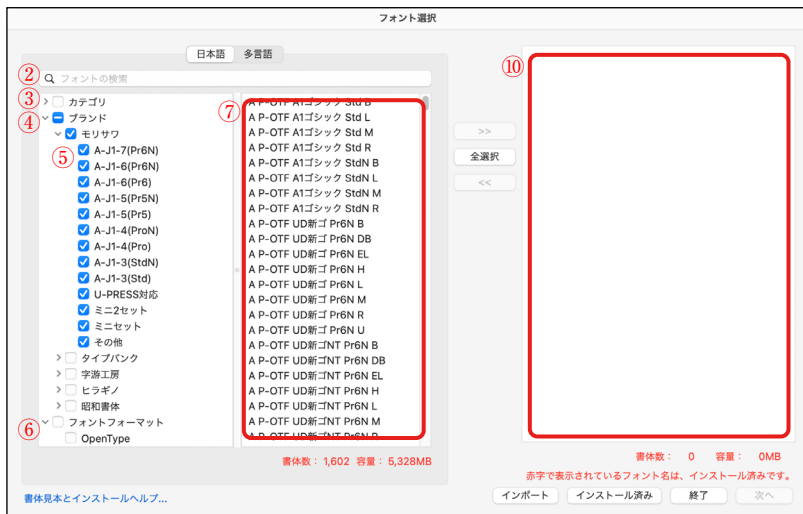 フォント選択
日本語 多言語
② フォントの検索
③ カテゴリ
④ ブランド
モリサワ
⑤ A-J1-7(Pr6N)
A-J1-6(Pr6N)
A-J1-6(Pr6)
A-J1-5(Pr5N)
A-J1-5(Pr5)
A-J1-4(ProN)
A-J1-4(Pro)
A-J1-3(StdN)
A-J1-3(Std)
U-PRESS対応
ミニ2セット
ミニセット
その他
タイプバンク
字游工房
ヒラギノ
昭和書体
⑥ フォントフォーマット
OpenType
⑦
A P-OTF A1ゴシック Std B
A P-OTF A1ゴシック Std L
A P-OTF A1ゴシック Std M
A P-OTF A1ゴシック Std R
A P-OTF A1ゴシック StdN B
A P-OTF A1ゴシック StdN L
A P-OTF A1ゴシック StdN M
A P-OTF A1ゴシック StdN R
A P-OTF UD新ゴ Pr6N B
A P-OTF UD新ゴ Pr6N DB
A P-OTF UD新ゴ Pr6N EL
A P-OTF UD新ゴ Pr6N H
A P-OTF UD新ゴ Pr6N L
A P-OTF UD新ゴ Pr6N M
A P-OTF UD新ゴ Pr6N R
A P-OTF UD新ゴ Pr6N U
A P-OTF UD新ゴNT Pr6N B
A P-OTF UD新ゴNT Pr6N DB
A P-OTF UD新ゴNT Pr6N EL
A P-OTF UD新ゴNT Pr6N H
A P-OTF UD新ゴNT Pr6N L
A P-OTF UD新ゴNT Pr6N M
A P-OTF UD新ゴNT Pr6N R
書体数： 1,602 容量： 5,328MB
>>
全選択
<<
⑩
書体数： 0 容量： 0MB
赤字で表示されているフォント名は、インストール済みです。
書体見本とインストールヘルプ...
インポート インストール済み 終了 次へ